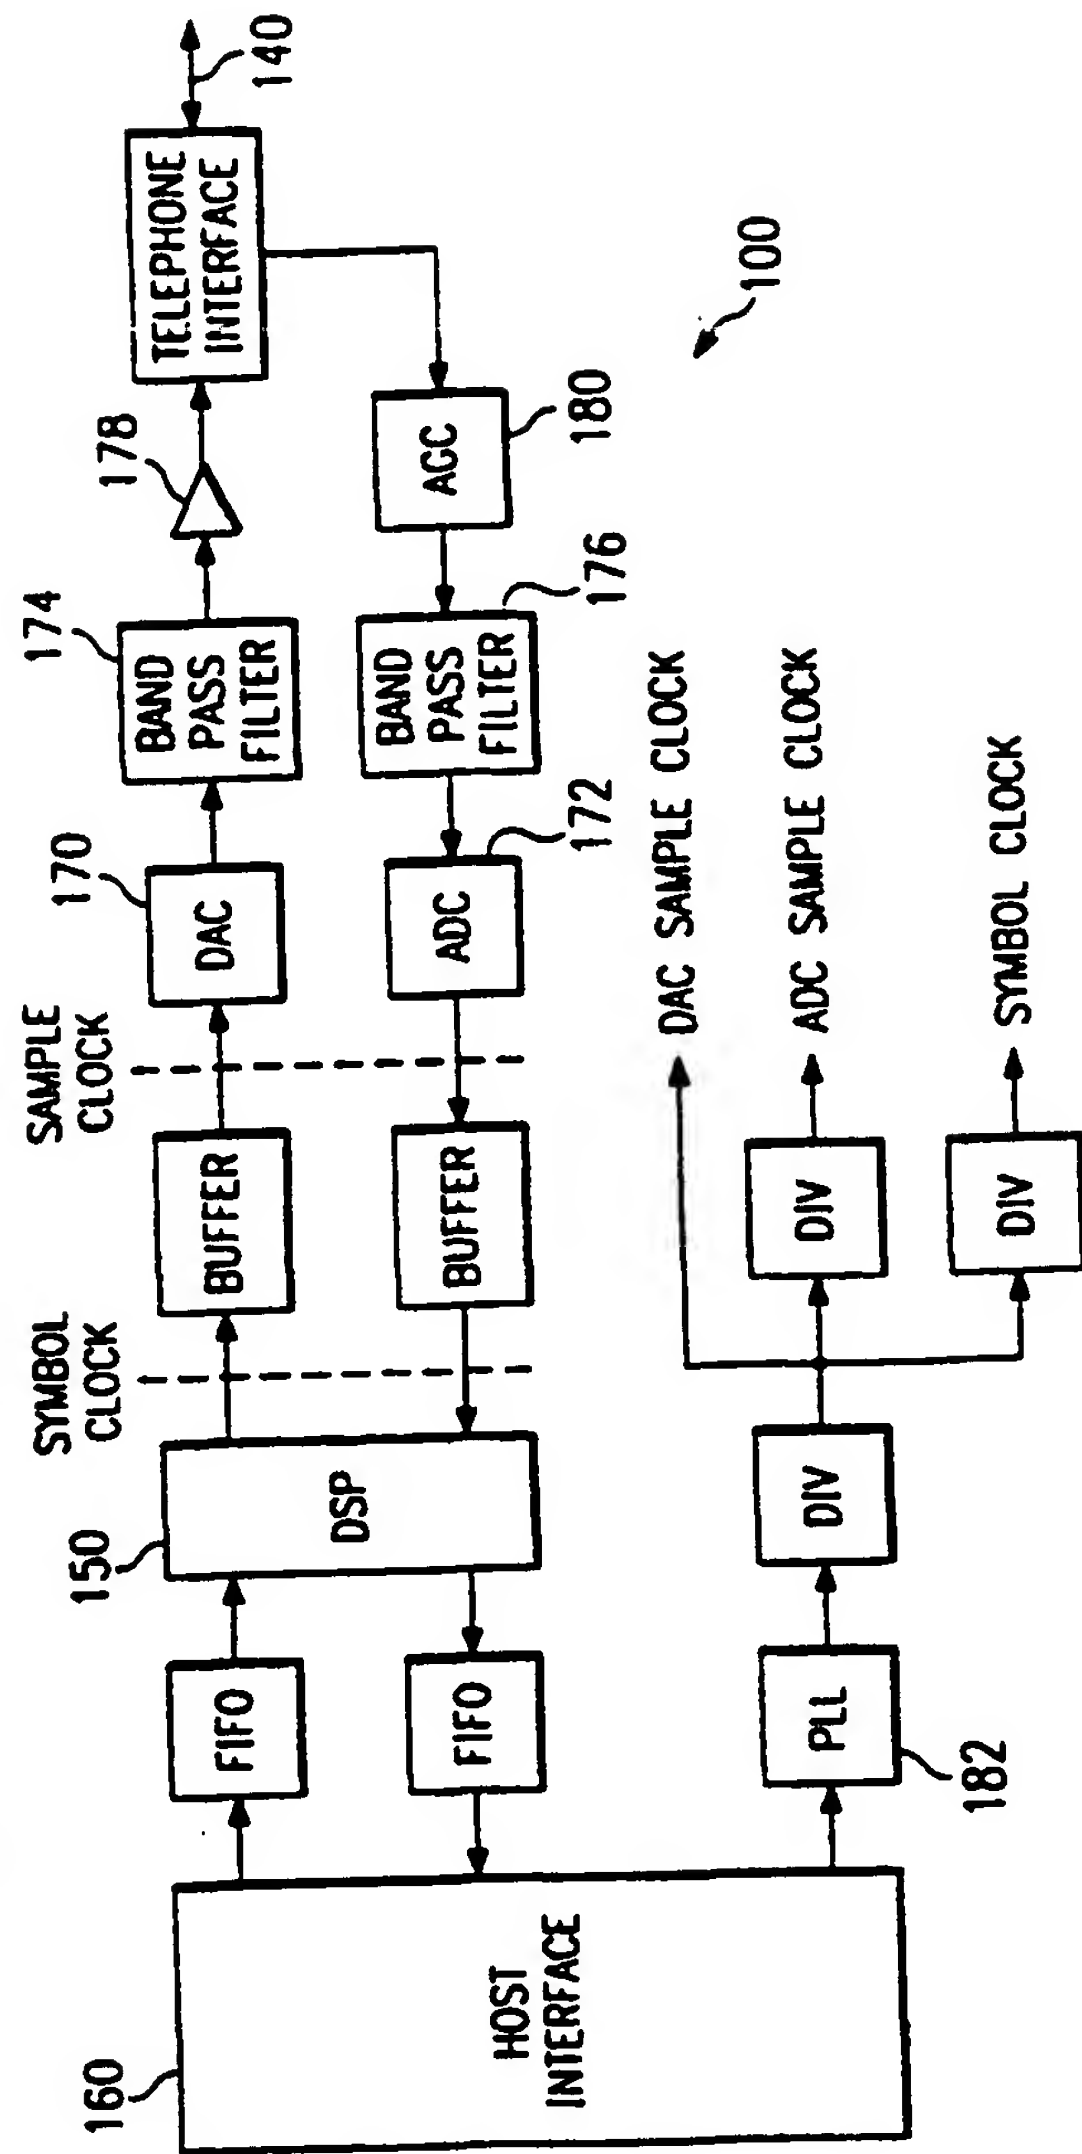 160
HOST
INTERFACE
FIFO
FIFO
150
DSP
SYMBOL
CLOCK
BUFFER
BUFFER
SAMPLE
CLOCK
170
DAC
ADC
172
174
BAND
PASS
FILTER
BAND
PASS
FILTER
176
178
AGC
180
TELEPHONE
INTERFACE
140
100
PLL
182
DIV
DIV
DIV
DAC SAMPLE CLOCK
ADC SAMPLE CLOCK
SYMBOL CLOCK